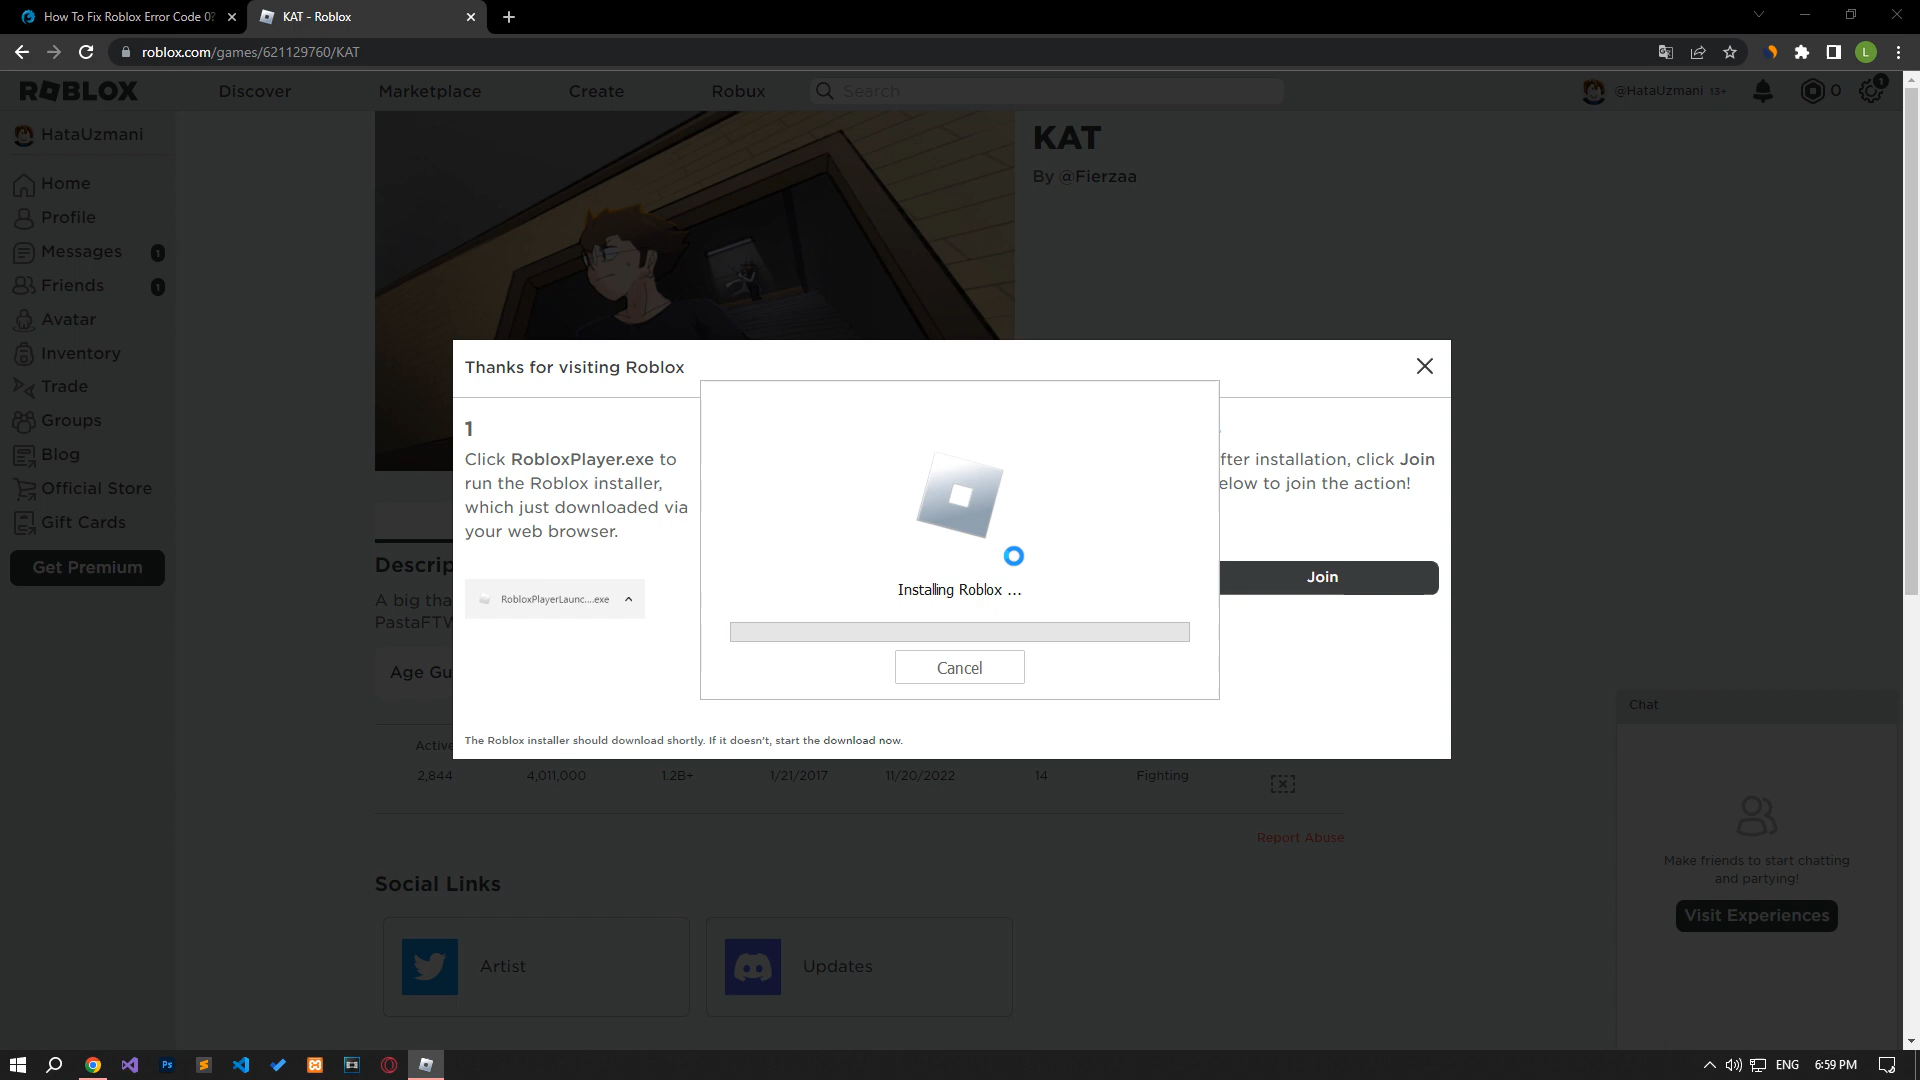 How To Fix Roblox Error Code 0?
KAT - Roblox
roblox.com/games/621129760/KAT
L
ROBLOX
Discover
Marketplace
Create
Robux
Search
@HataUzmani 13+
0
1
HataUzmani
Home
Profile
Messages
1
Friends
1
Avatar
Inventory
Trade
Groups
Blog
Official Store
Gift Cards
Get Premium
KAT
By @Fierzaa
Thanks for visiting Roblox
1
Click RobloxPlayer.exe to
run the Roblox installer,
which just downloaded via
your web browser.
RobloxPlayerLaunc....exe
Installing Roblox ...
Cancel
fter installation, click Join
elow to join the action!
Join
The Roblox installer should download shortly. If it doesn't, start the download now.
Descrip
A big tha
PastaFTW
Age Gu
Active
2,844
4,011,000
1.2B+
1/21/2017
11/20/2022
14
Fighting
Report Abuse
Social Links
Artist
Updates
Chat
Make friends to start chatting
and partying!
Visit Experiences
Ps
ENG
6:59 PM